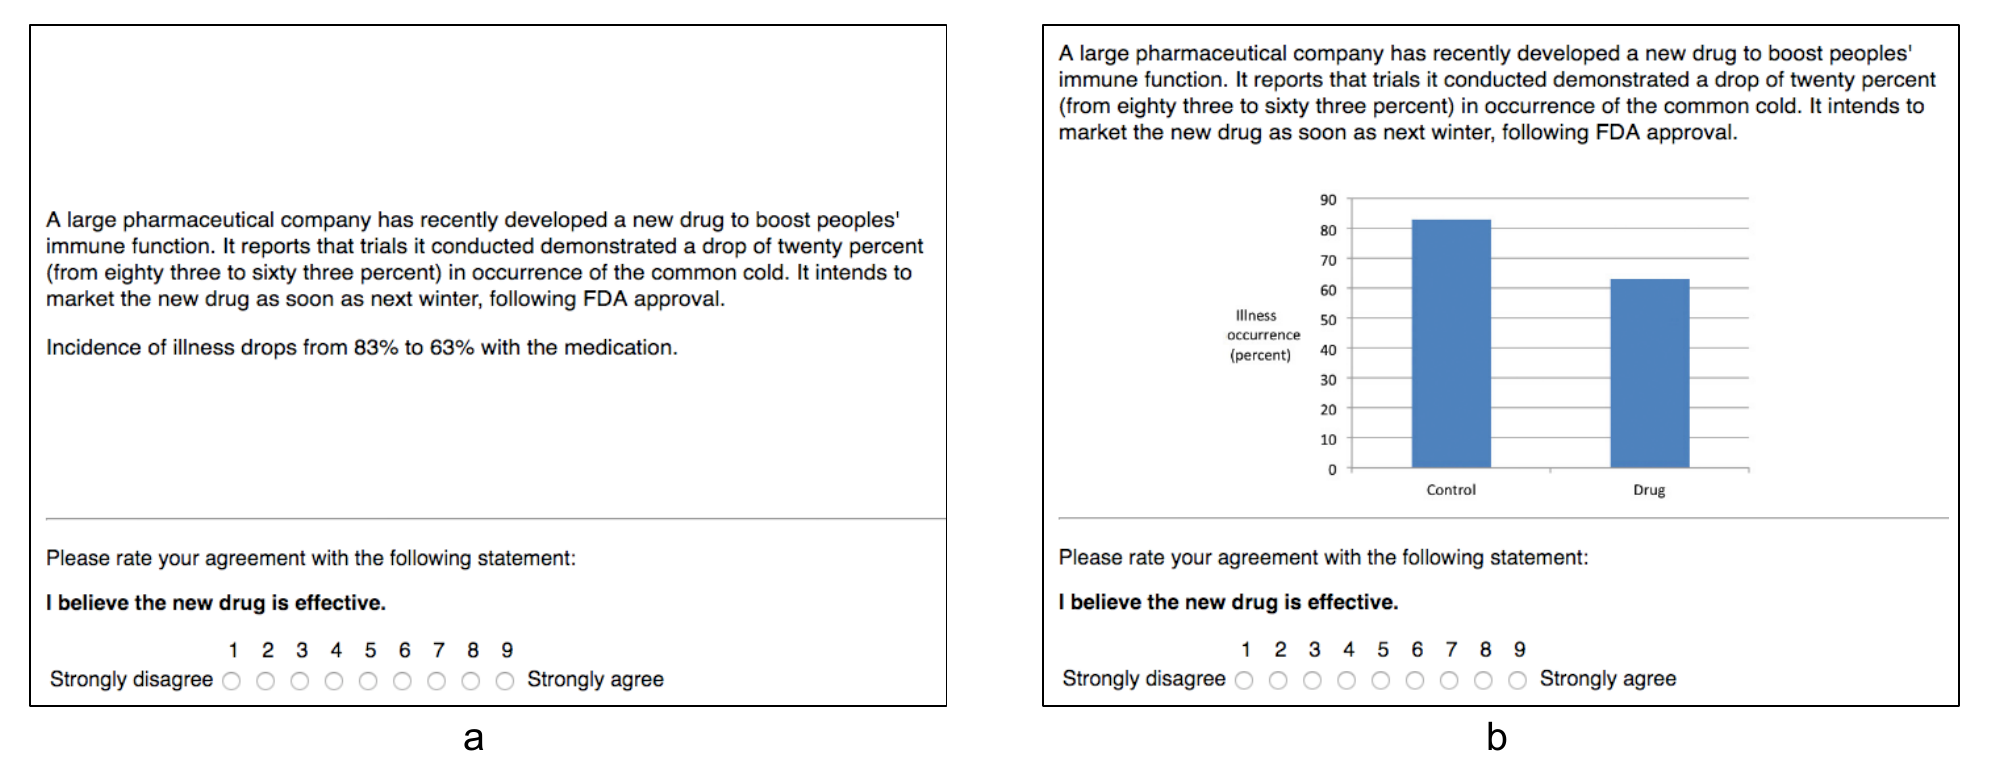 A large pharmaceutical company has recently developed a new drug to boost peoples'
immune function. It reports that trials it conducted demonstrated a drop of twenty percent
(from eighty three to sixty three percent) in occurrence of the common cold. It intends to
market the new drug as soon as next winter, following FDA approval.
Incidence of illness drops from 83% to 63% with the medication.
Please rate your agreement with the following statement:
I believe the new drug is effective.
1 2 3 4 5 6 7 8 9
Strongly disagree Strongly agree
a
A large pharmaceutical company has recently developed a new drug to boost peoples'
immune function. It reports that trials it conducted demonstrated a drop of twenty percent
(from eighty three to sixty three percent) in occurrence of the common cold. It intends to
market the new drug as soon as next winter, following FDA approval.
90
80
70
60
50
40
30
20
10
0
Illness
occurrence
(percent)
Control Drug
Please rate your agreement with the following statement:
I believe the new drug is effective.
1 2 3 4 5 6 7 8 9
Strongly disagree Strongly agree
b